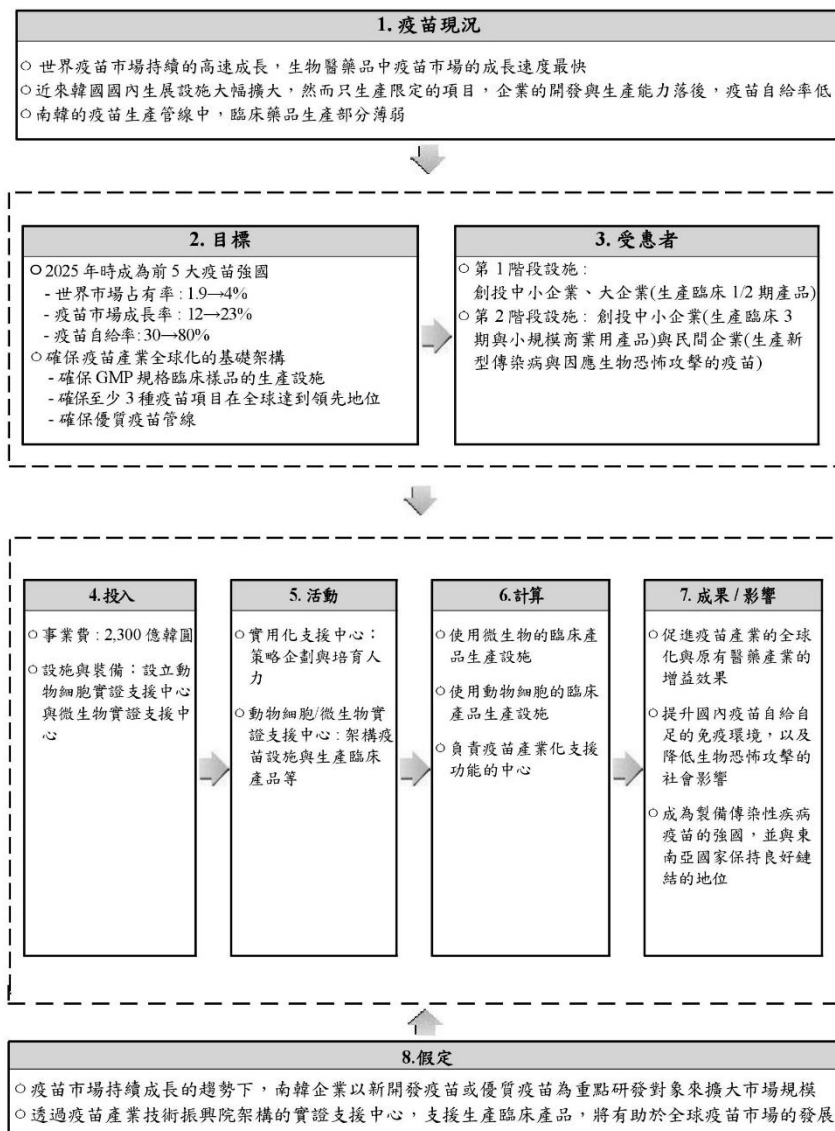 1. 疫苗現況
○ 世界疫苗市場持續的高速成長，生物醫藥品中疫苗市場的成長速度最快
○ 近來韓國國內生展設施大幅擴大，然而只生產限定的項目，企業的開發與生產能力落後，疫苗自給率低
○ 南韓的疫苗生產管線中，臨床藥品生產部分薄弱
2. 目標
○ 2025 年時成為前 5 大疫苗強國
- 世界市場占有率 : 1.9→4%
- 疫苗市場成長率 : 12→23%
- 疫苗自給率 : 30→80%
○ 確保疫苗產業全球化的基礎架構
- 確保 GMP 規格臨床樣品的生產設施
- 確保至少 3 種疫苗項目在全球達到領先地位
- 確保優質疫苗管線
3. 受惠者
○ 第 1 階段設施 :
創投中小企業、大企業(生產臨床 1/2 期產品)
○ 第 2 階段設施 : 創投中小企業(生產臨床 3
期與小規模商業用產品)與民間企業(生產新
型傳染病與因應生物恐怖攻擊的疫苗)
4.投入
○ 事業費 : 2,300 億韓圓
○ 設施與裝備：設立動
物細胞實證支援中心
與微生物實證支援中
心
5. 活動
○ 實用化支援中心：
策略企劃與培育人
力
○ 動物細胞/微生物實
證支援中心 : 架構疫
苗設施與生產臨床
產品等
6.計算
○ 使用微生物的臨床產
品生產設施
○ 使用動物細胞的臨床
產品生產設施
○ 負責疫苗產業化支援
功能的中心
7. 成果 / 影響
○ 促進疫苗產業的全球
化與原有醫藥產業的
增益效果
○ 提升國內疫苗自給自
足的免疫環境，以及
降低生物恐怖攻擊的
社會影響
○ 成為製備傳染性疾病
疫苗的強國，並與東
南亞國家保持良好鏈
結的地位
8.假定
○ 疫苗市場持續成長的趨勢下，南韓企業以新開發疫苗或優質疫苗為重點研發對象來擴大市場規模
○ 透過疫苗產業技術振興院架構的實證支援中心，支援生產臨床產品，將有助於全球疫苗市場的發展